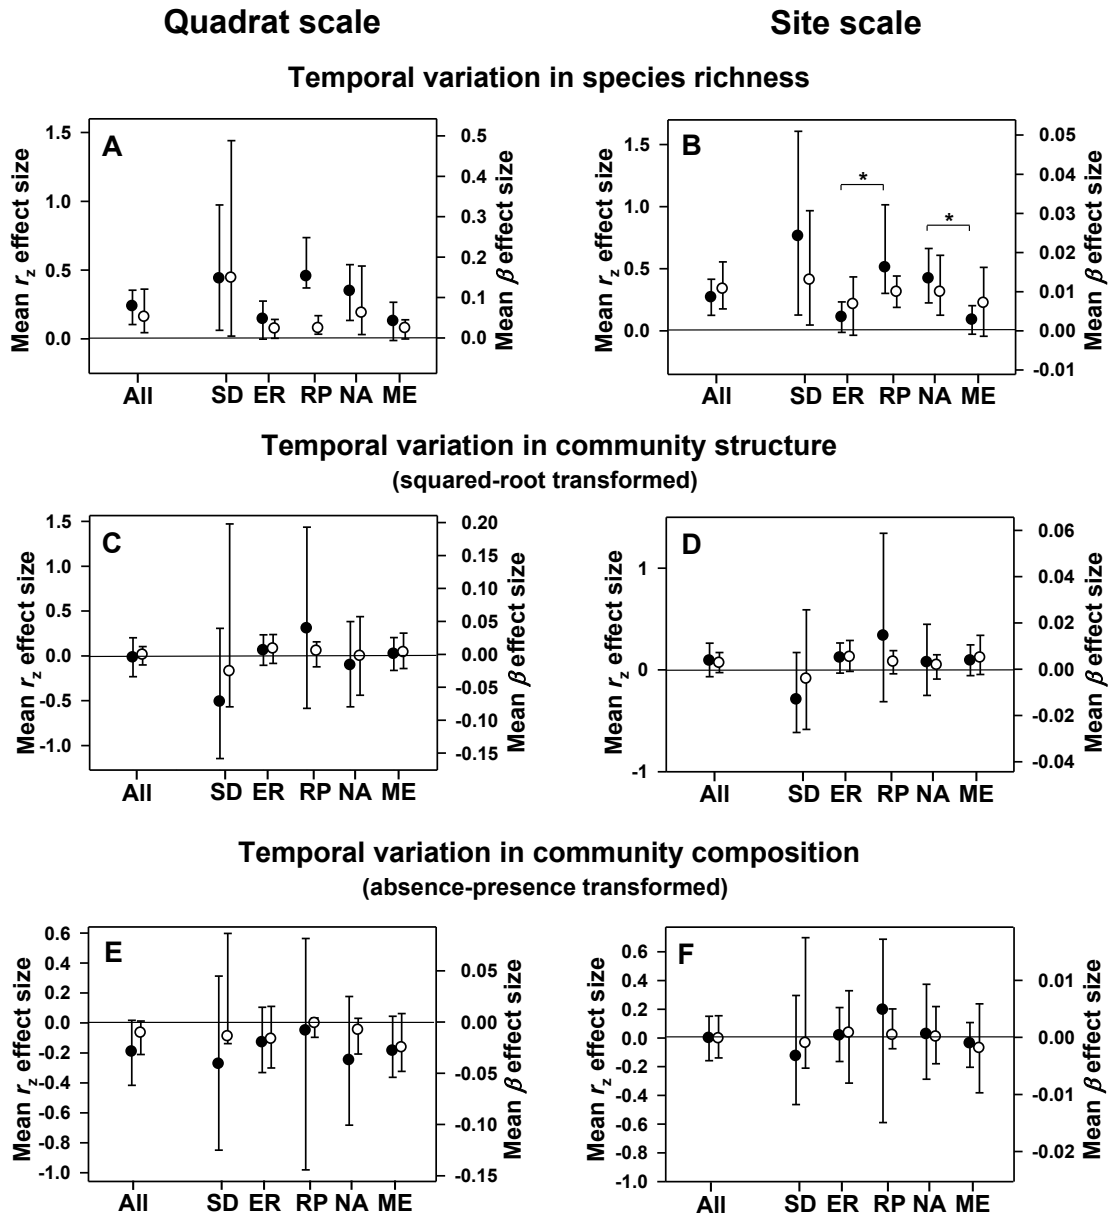 Quadrat scale Site scale
Temporal variation in species richness
A
Mean r_z effect size
1.5
1.0
0.5
0.0
0.5
0.4
0.3
0.2
0.1
0.0
Mean β effect size
All SD ER RP NA ME
B
Mean r_z effect size
1.5
1.0
0.5
0.0
* *
0.05
0.04
0.03
0.02
0.01
0.00
-0.01
Mean β effect size
All SD ER RP NA ME
Temporal variation in community structure
(squared-root transformed)
C
Mean r_z effect size
1.5
1.0
0.5
0.0
-0.5
-1.0
0.20
0.15
0.10
0.05
0.00
-0.05
-0.10
-0.15
Mean β effect size
All SD ER RP NA ME
D
Mean r_z effect size
1
0
-1
0.06
0.04
0.02
0.00
-0.02
-0.04
Mean β effect size
All SD ER RP NA ME
Temporal variation in community composition
(absence-presence transformed)
E
Mean r_z effect size
0.6
0.4
0.2
0.0
-0.2
-0.4
-0.6
-0.8
-1.0
0.05
0.00
-0.05
-0.10
-0.15
Mean β effect size
All SD ER RP NA ME
F
Mean r_z effect size
0.6
0.4
0.2
0.0
-0.2
-0.4
-0.6
-0.8
-1.0
0.01
0.00
-0.01
-0.02
Mean β effect size
All SD ER RP NA ME